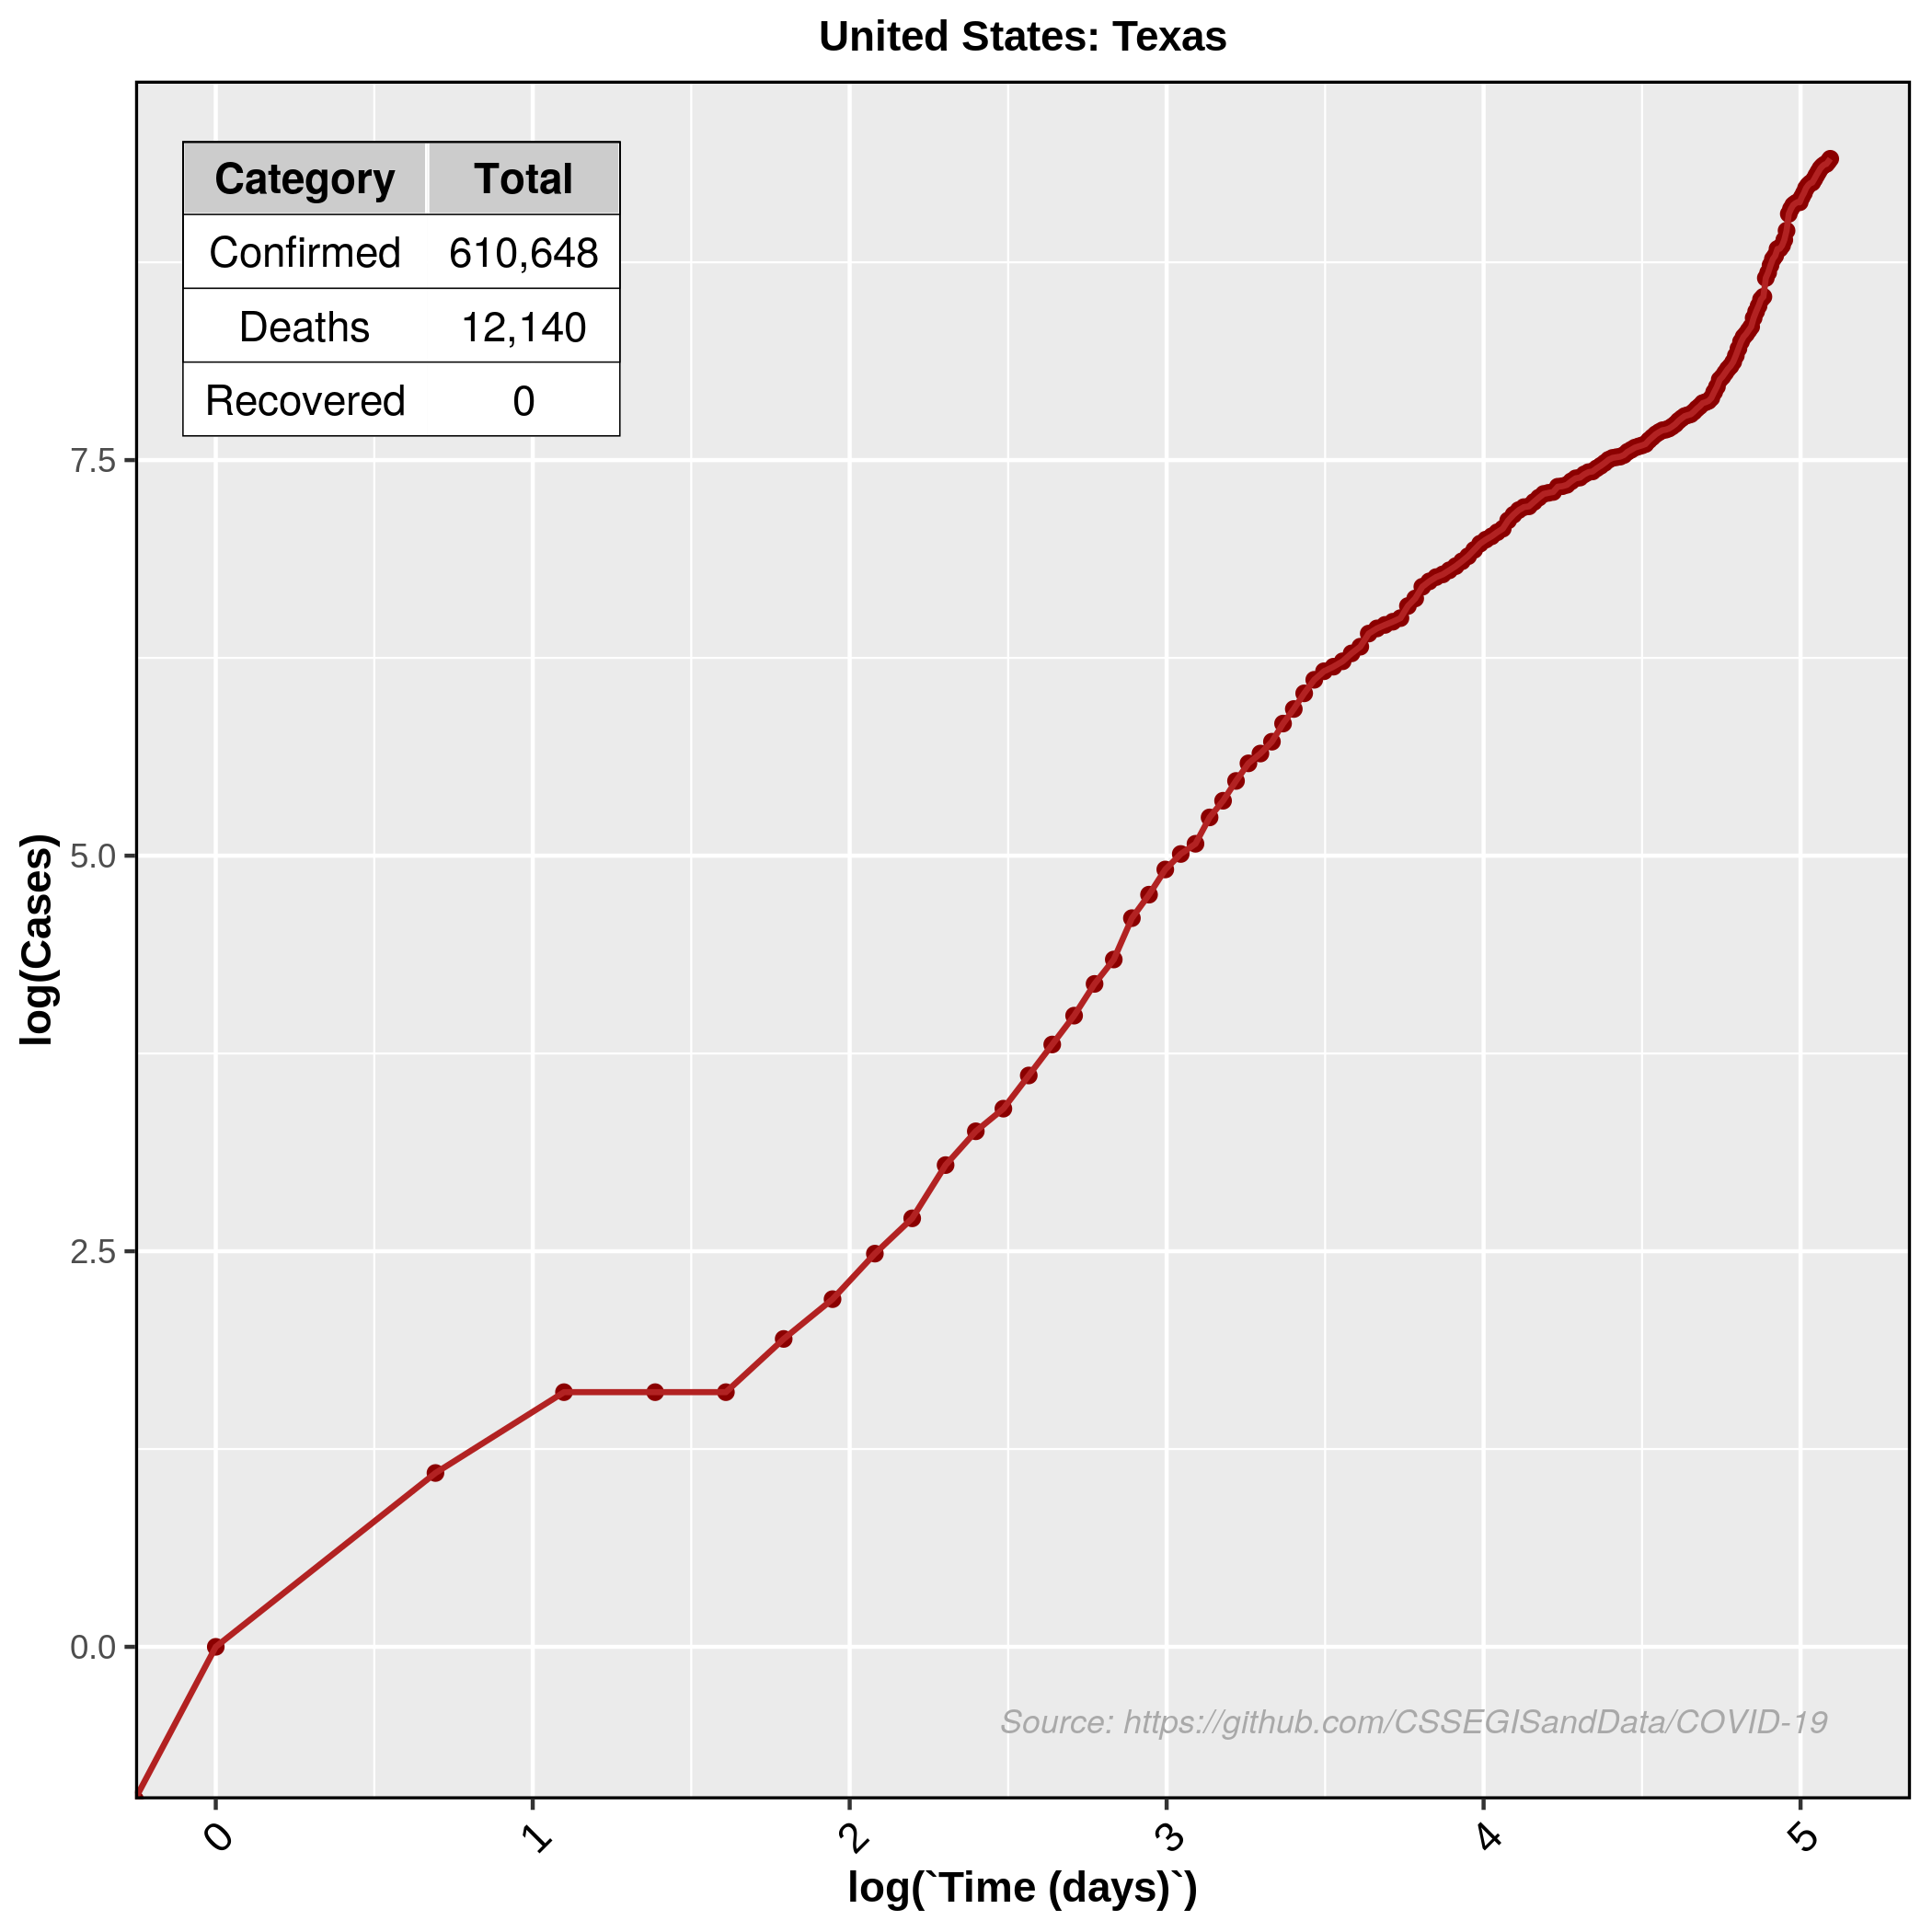 United States: Texas
Category Total
Confirmed 610,648
Deaths 12,140
Recovered 0
7.5
5.0
2.5
0.0
log(Cases)
Source: https://github.com/CSSEGISandData/COVID-19
0 1 2 3 4 5
log(`Time (days)`)